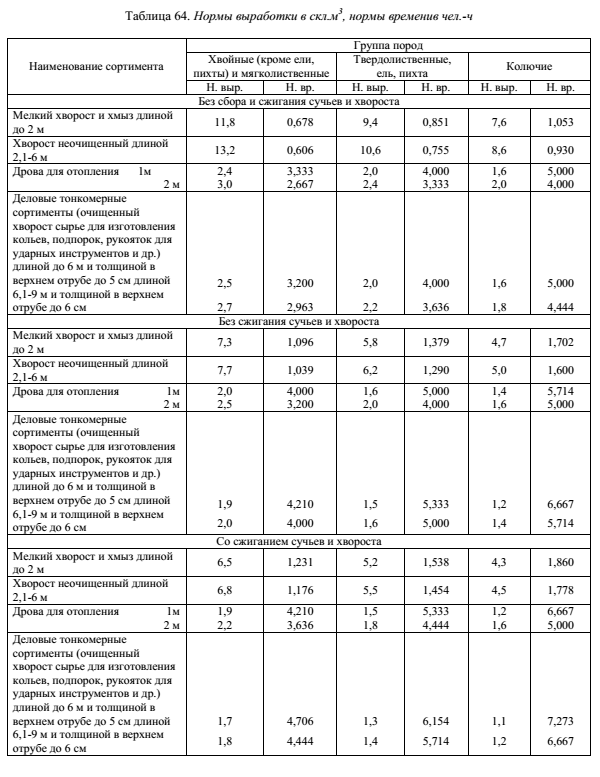 Таблица 64. Нормы выработки в скл.м³, нормы временив чел.-ч
Наименование сортимента
Группа пород
Хвойные (кроме ели, пихты) и мягколиственные
Твердолиственные, ель, пихта
Колючие
Н. выр. Н. вр. Н. выр. Н. вр. Н. выр. Н. вр.
Без сбора и сжигания сучьев и хвороста
Мелкий хворост и хмыз длиной
до 2 м 11,8 0,678 9,4 0,851 7,6 1,053
Хворост неочищенный длиной
2,1-6 м 13,2 0,606 10,6 0,755 8,6 0,930
Дрова для отопления 1м 2,4 3,333 2,0 4,000 1,6 5,000
2 м 3,0 2,667 2,4 3,333 2,0 4,000
Деловые тонкомерные
сортименты (очищенный
хворост сырье для изготовления
кольев, подпорок, рукояток для
ударных инструментов и др.)
длиной до 6 м и толщиной в
верхнем отрубе до 5 см длиной 2,5 3,200 2,0 4,000 1,6 5,000
6,1-9 м и толщиной в верхнем
отрубе до 6 см 2,7 2,963 2,2 3,636 1,8 4,444
Без сжигания сучьев и хвороста
Мелкий хворост и хмыз длиной
до 2 м 7,3 1,096 5,8 1,379 4,7 1,702
Хворост неочищенный длиной
2,1-6 м 7,7 1,039 6,2 1,290 5,0 1,600
Дрова для отопления 1м 2,0 4,000 1,6 5,000 1,4 5,714
2 м 2,5 3,200 2,0 4,000 1,6 5,000
Деловые тонкомерные
сортименты (очищенный
хворост сырье для изготовления
кольев, подпорок, рукояток для
ударных инструментов и др.)
длиной до 6 м и толщиной в
верхнем отрубе до 5 см длиной 1,9 4,210 1,5 5,333 1,2 6,667
6,1-9 м и толщиной в верхнем
отрубе до 6 см 2,0 4,000 1,6 5,000 1,4 5,714
Со сжиганием сучьев и хвороста
Мелкий хворост и хмыз длиной
до 2 м 6,5 1,231 5,2 1,538 4,3 1,860
Хворост неочищенный длиной
2,1-6 м 6,8 1,176 5,5 1,454 4,5 1,778
Дрова для отопления 1м 1,9 4,210 1,5 5,333 1,2 6,667
2 м 2,2 3,636 1,8 4,444 1,6 5,000
Деловые тонкомерные
сортименты (очищенный
хворост сырье для изготовления
кольев, подпорок, рукояток для
ударных инструментов и др.)
длиной до 6 м и толщиной в
верхнем отрубе до 5 см длиной 1,7 4,706 1,3 6,154 1,1 7,273
6,1-9 м и толщиной в верхнем
отрубе до 6 см 1,8 4,444 1,4 5,714 1,2 6,667